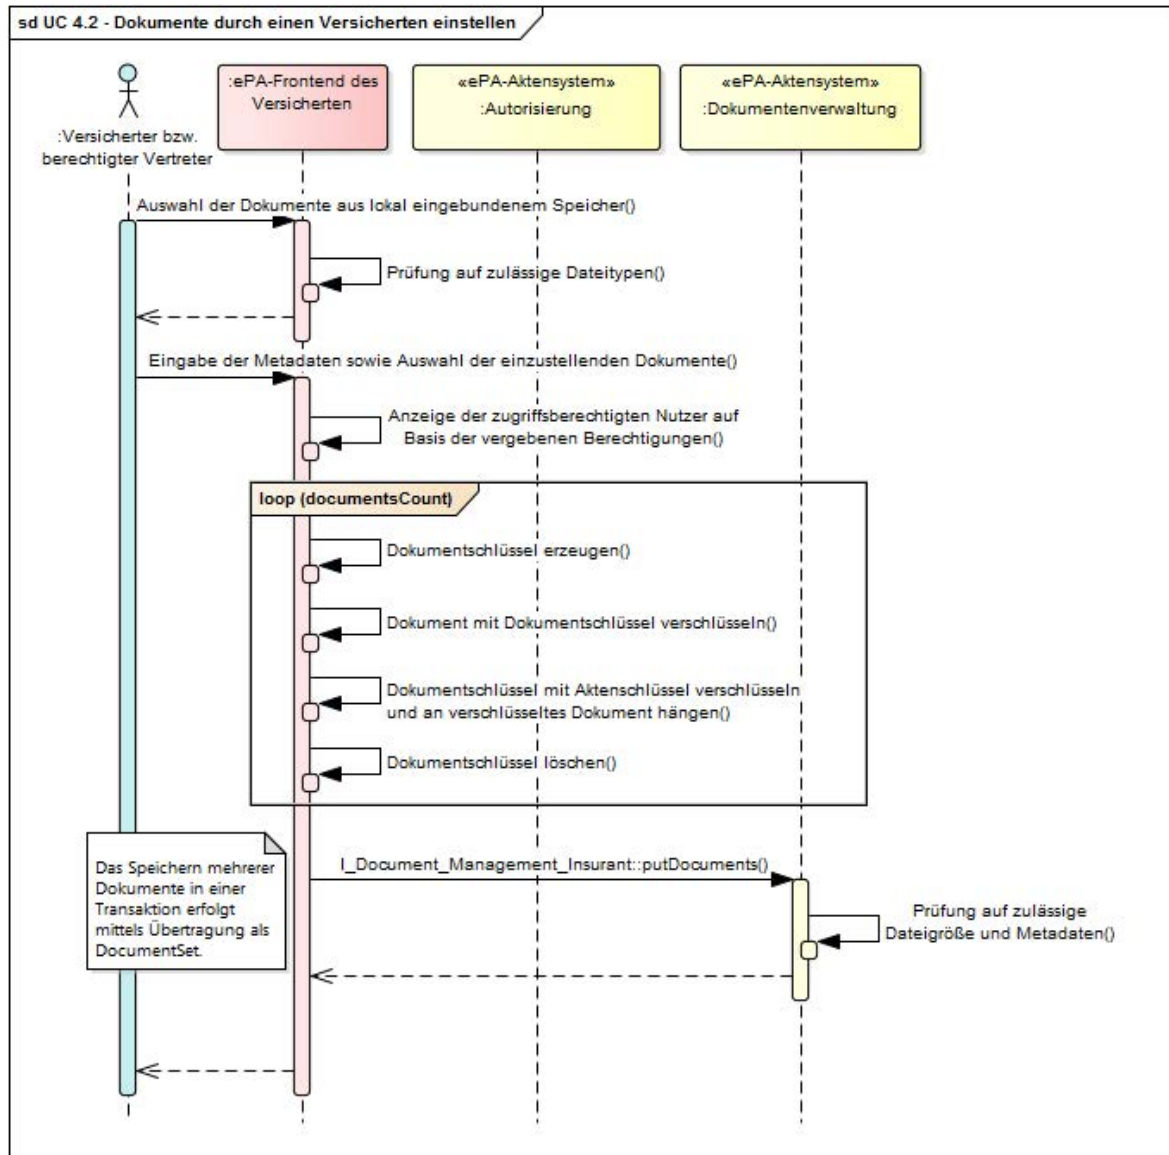 sd UC 4.2 - Dokumente durch einen Versicherten einstellen
:Versicherter bzw.
berechtigter Vertreter
:ePA-Frontend des
Versicherten
«ePA-Aktensystem»
:Autorisierung
«ePA-Aktensystem»
:Dokumentenverwaltung
Auswahl der Dokumente aus lokal eingebundenem Speicher()
Prüfung auf zulässige Dateitypen()
Eingabe der Metadaten sowie Auswahl der einzustellenden Dokumente()
Anzeige der zugriffsberechtigten Nutzer auf
Basis der vergebenen Berechtigungen()
loop (documentsCount)
Dokumentschlüssel erzeugen()
Dokument mit Dokumentschlüssel verschlüsseln()
Dokumentschlüssel mit Aktenschlüssel verschlüsseln
und an verschlüsseltes Dokument hängen()
Dokumentschlüssel löschen()
Das Speichern mehrerer
Dokumente in einer
Transaktion erfolgt
mittels Übertragung als
DocumentSet.
I_Document_Management_Insurant::putDocuments()
Prüfung auf zulässige
Dateigröße und Metadaten()